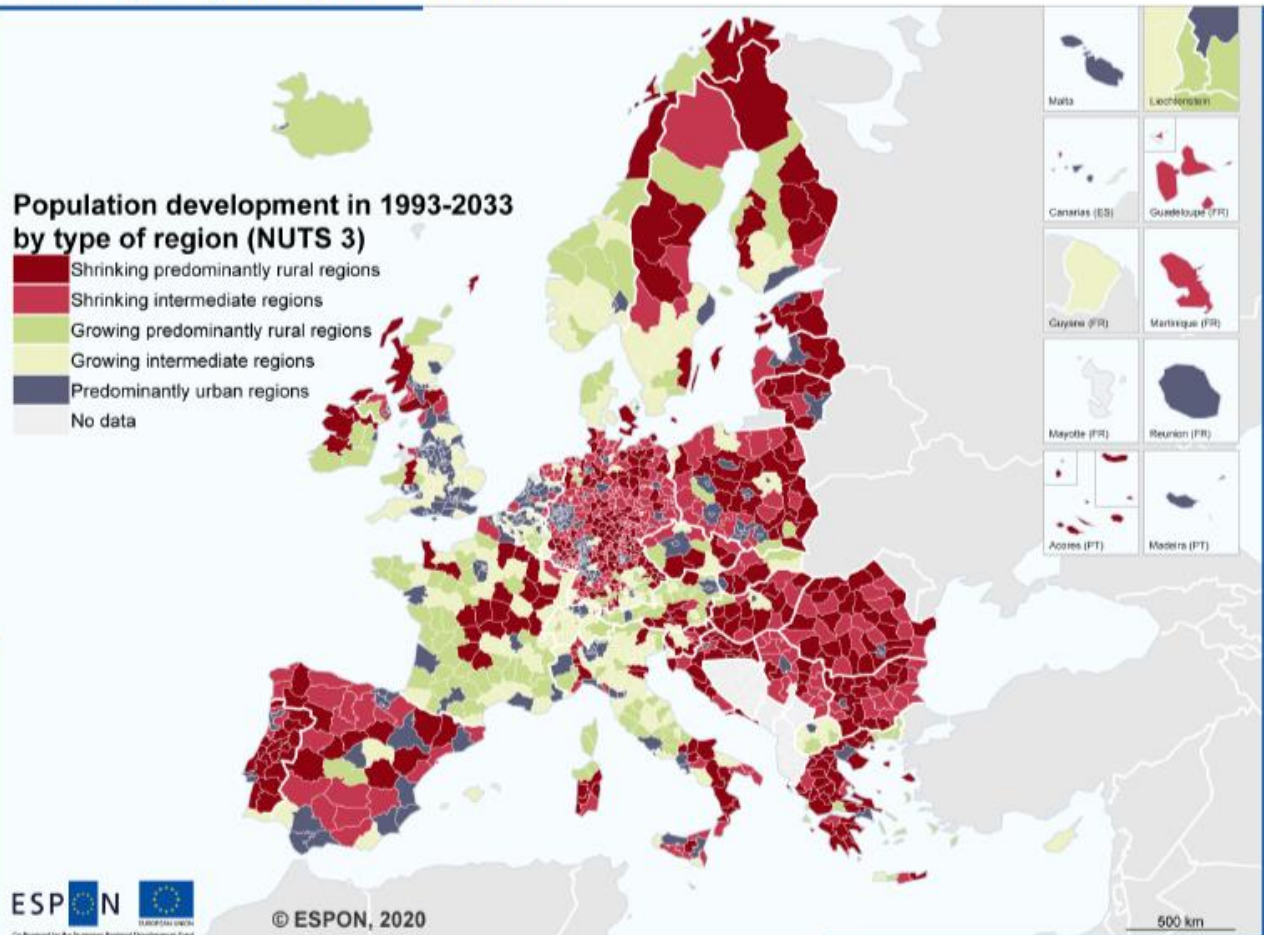 Population development in 1993-2033
by type of region (NUTS 3)
Shrinking predominantly rural regions
Shrinking intermediate regions
Growing predominantly rural regions
Growing intermediate regions
Predominantly urban regions
No data
Malta
Liechtenstein
Canarias (ES)
Guadeloupe (FR)
Guyane (FR)
Martinique (FR)
Mayotte (FR)
Reunion (FR)
Acores (PT)
Madeira (PT)
ESPON
EUROPEAN UNION
© ESPON, 2020
500 km